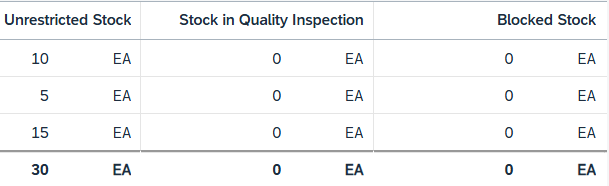 Unrestricted Stock Stock in Quality Inspection Blocked Stock
10 EA 0 EA 0 EA
5 EA 0 EA 0 EA
15 EA 0 EA 0 EA
30 EA 0 EA 0 EA